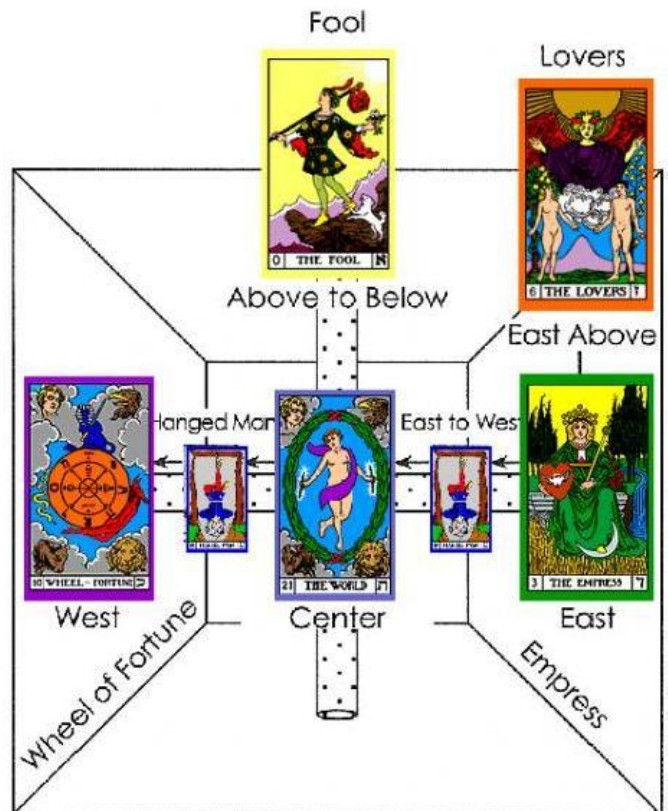 Fool
Lovers
0 THE FOOL א
6 THE LOVERS ז
Above to Below
East Above
Hanged Man
East to West
10 WHEEL of FORTUNE כ
21 THE WORLD ת
3 THE EMPRESS ד
West
Center
East
Wheel of Fortune
Empress